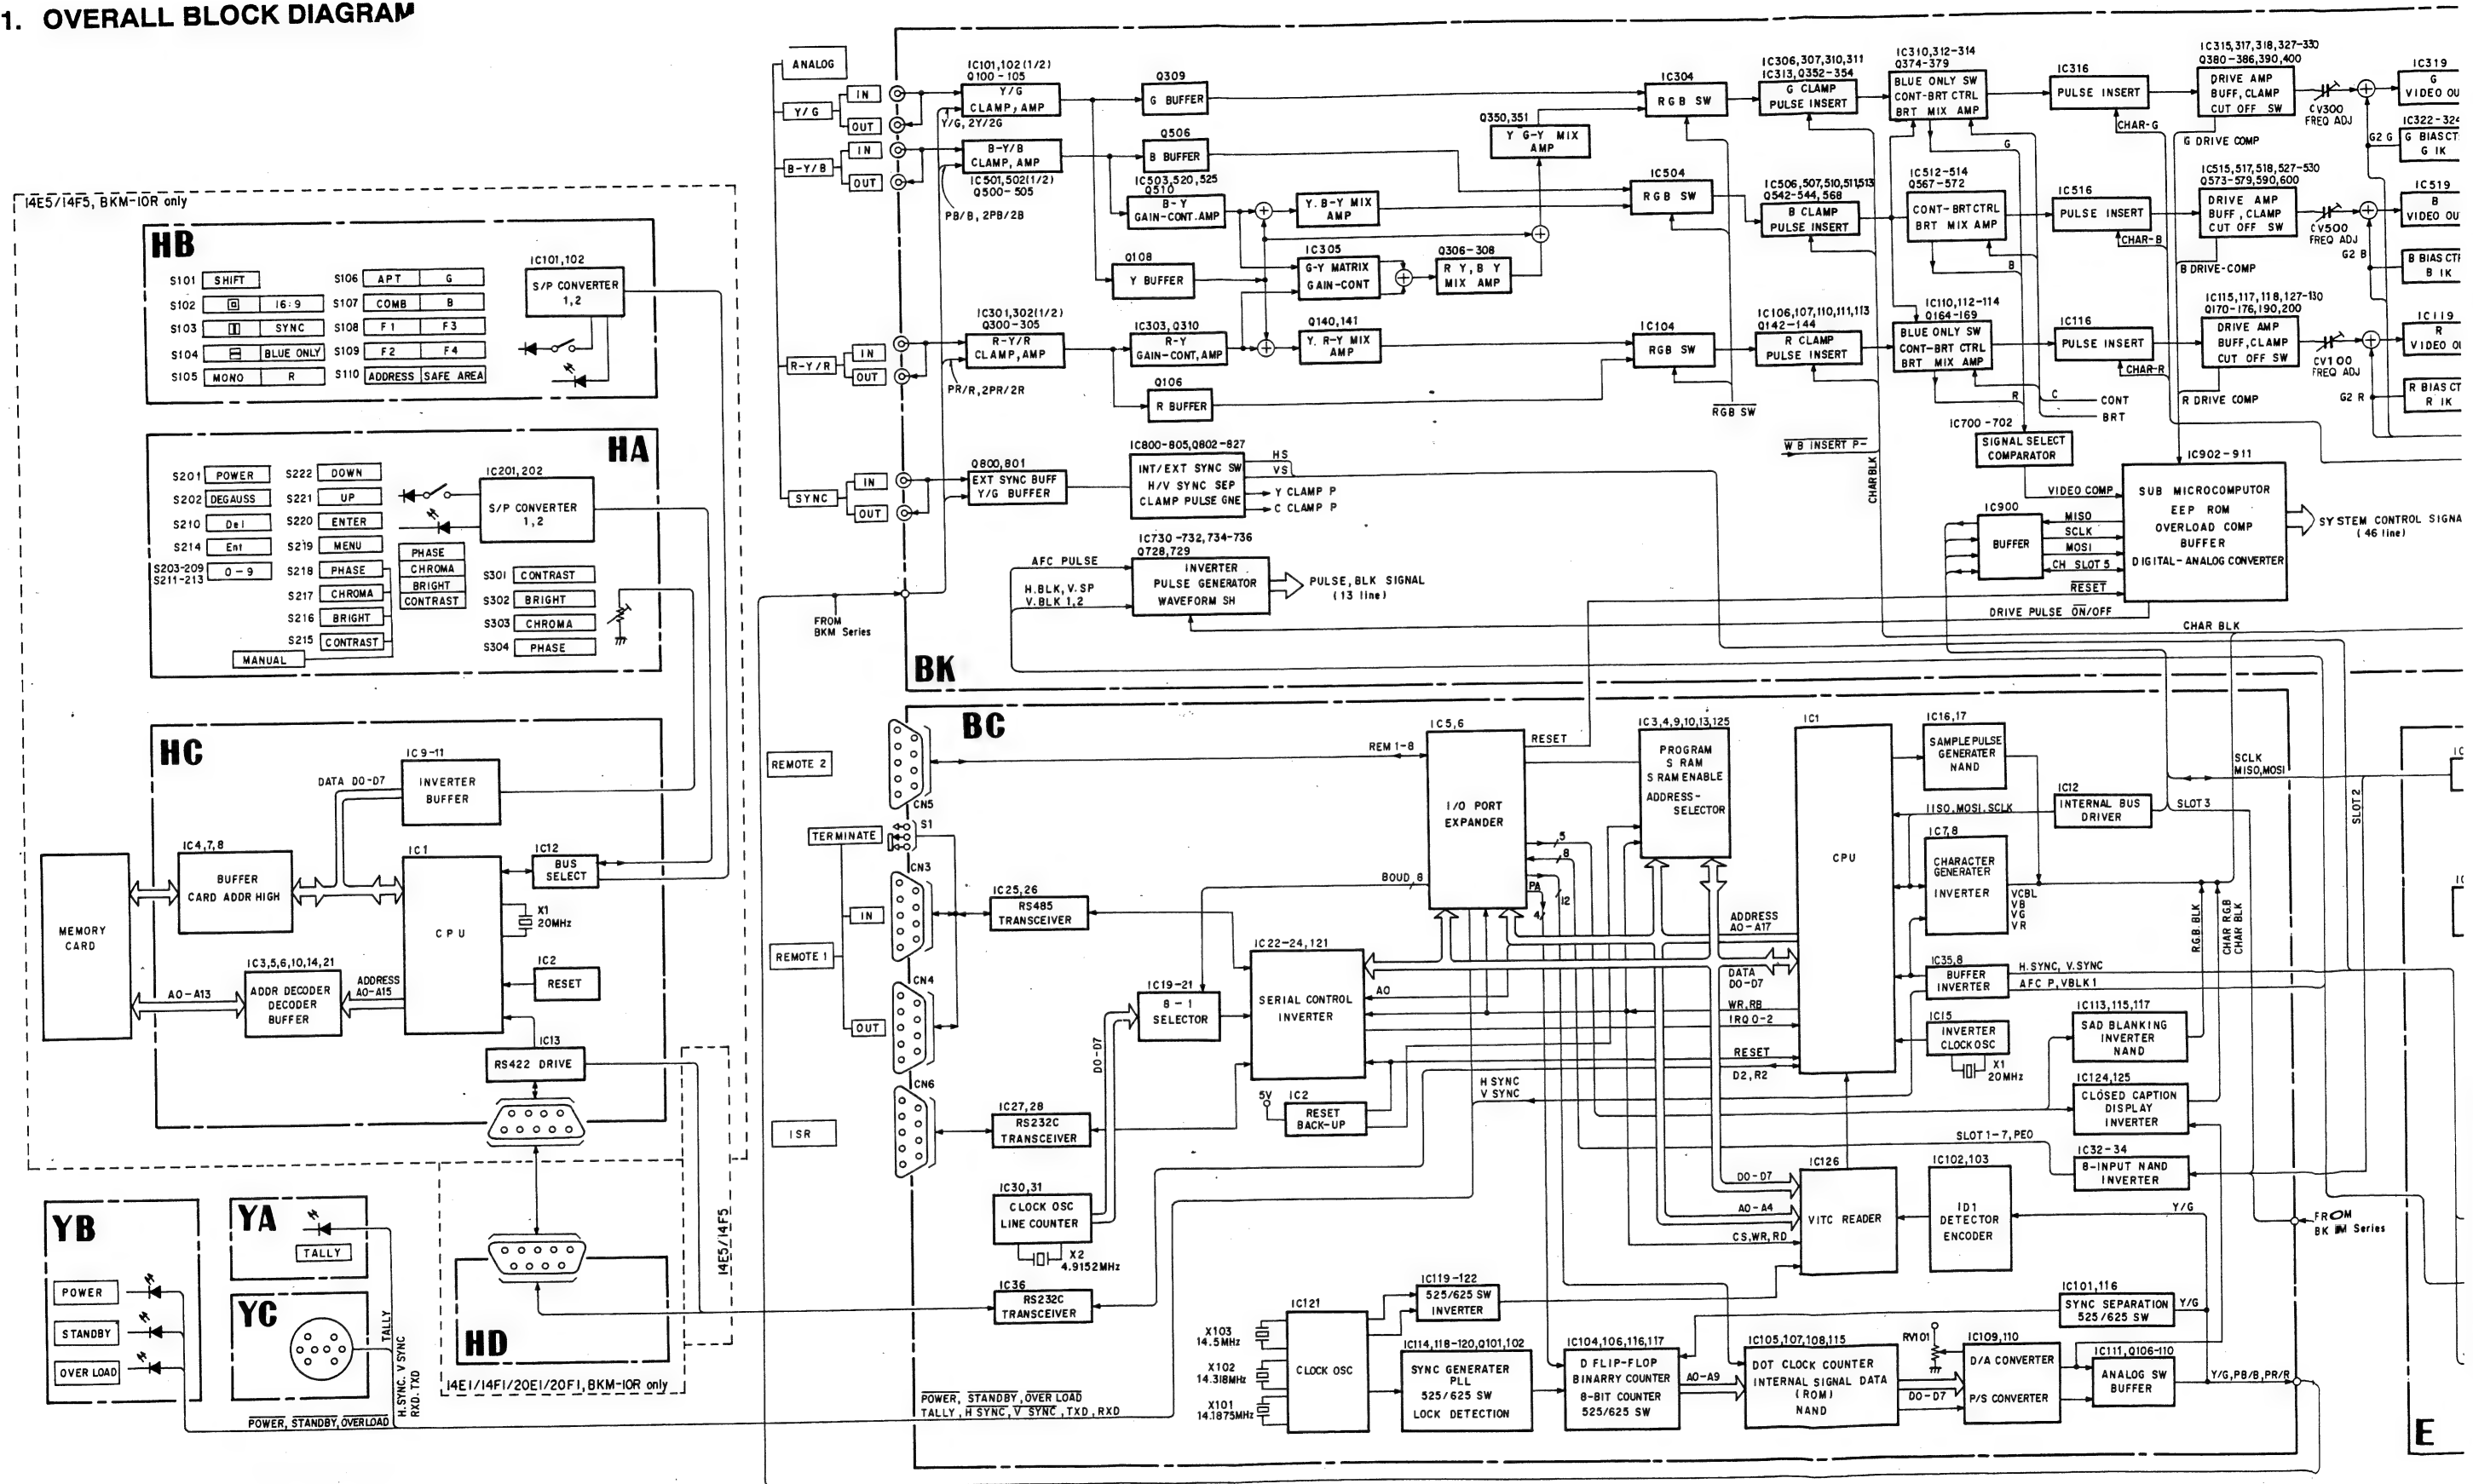 1. OVERALL BLOCK DIAGRAM
14E5/14F5, BKM-10R only
HB
S101 SHIFT
S102 16:9
S103 SYNC
S104 BLUE ONLY
S105 MONO R
S106 APT G
S107 COMB B
S108 F1 F3
S109 F2 F4
S110 ADDRESS SAFE AREA
IC101,102
S/P CONVERTER
1,2
HA
S201 POWER
S202 DEGAUSS
S210 Del
S214 Ent
S203-209
S211-213
0-9
S222 DOWN
S221 UP
S220 ENTER
S219 MENU
S218 PHASE
S217 CHROMA
S216 BRIGHT
S215 CONTRAST
MANUAL
PHASE
CHROMA
BRIGHT
CONTRAST
IC201,202
S/P CONVERTER
1,2
S301 CONTRAST
S302 BRIGHT
S303 CHROMA
S304 PHASE
HC
IC9-11
INVERTER
BUFFER
DATA D0-D7
IC4,7,8
BUFFER
CARD ADDR HIGH
IC1
CPU
IC12
BUS
SELECT
X1
20MHz
IC2
RESET
MEMORY
CARD
IC3,5,6,10,14,21
ADDR DECODER
DECODER
BUFFER
A0-A13
ADDRESS
A0-A15
IC13
RS422 DRIVE
14E5/14F5
HD
14E1/14F1/20E1/20F1, BKM-10R only
YB
POWER
STANDBY
OVER LOAD
YA
TALLY
YC
TALLY
H.SYNC. V SYNC
RXD. TXD
POWER, STANDBY, OVERLOAD
ANALOG
Y/G
IN
OUT
B-Y/B
IN
OUT
R-Y/R
IN
OUT
SYNC
IN
OUT
FROM
BKM Series
BK
IC101,102(1/2)
Q100-105
Y/G
CLAMP, AMP
Y/G, 2Y/2G
B-Y/B
CLAMP, AMP
IC501,502(1/2)
Q500-505
PB/B, 2PB/2B
IC301,302(1/2)
Q300-305
R-Y/R
CLAMP, AMP
PR/R, 2PR/2R
Q800,801
EXT SYNC BUFF
Y/G BUFFER
Q309
G BUFFER
Q506
B BUFFER
IC503,520,525
Q510
B-Y
GAIN-CONT.AMP
Q108
Y BUFFER
IC303, Q310
R-Y
GAIN-CONT, AMP
Q106
R BUFFER
Y. B-Y MIX
AMP
IC305
G-Y MATRIX
GAIN-CONT
Q306-308
R Y, B Y
MIX AMP
Q140,141
Y. R-Y MIX
AMP
Q350,351
Y G-Y MIX
AMP
IC800-805,Q802-827
INT/EXT SYNC SW
H/V SYNC SEP
CLAMP PULSE GNE
HS
VS
Y CLAMP P
C CLAMP P
IC730-732,734-736
Q728,729
INVERTER
PULSE GENERATOR
WAVEFORM SH
AFC PULSE
H.BLK, V.SP
V.BLK 1,2
PULSE, BLK SIGNAL
(13 line)
IC304
RGB SW
IC504
RGB SW
IC104
RGB SW
RGB SW
IC306,307,310,311
IC313,Q352-354
G CLAMP
PULSE INSERT
IC506,507,510,511,513
Q542-544,568
B CLAMP
PULSE INSERT
IC106,107,110,111,113
Q142-144
R CLAMP
PULSE INSERT
W B INSERT P-
CHARBLK
IC310,312-314
Q374-379
BLUE ONLY SW
CONT-BRT CTRL
BRT MIX AMP
G
IC512-514
Q567-572
CONT-BRTCTRL
BRT MIX AMP
B
IC110,112-114
Q164-169
BLUE ONLY SW
CONT-BRT CTRL
BRT MIX AMP
R
C
CONT
BRT
IC700-702
SIGNAL SELECT
COMPARATOR
VIDEO COMP
IC316
PULSE INSERT
CHAR-G
IC516
PULSE INSERT
CHAR-B
IC116
PULSE INSERT
CHAR-R
IC315,317,318,327-330
Q380-386,390,400
DRIVE AMP
BUFF, CLAMP
CUT OFF SW
G DRIVE COMP
CV300
FREQ ADJ
IC515,517,518,527-530
Q573-579,590,600
DRIVE AMP
BUFF, CLAMP
CUT OFF SW
B DRIVE-COMP
CV500
FREQ ADJ
IC115,117,118,127-130
Q170-176,190,200
DRIVE AMP
BUFF,CLAMP
CUT OFF SW
R DRIVE COMP
CV100
FREQ ADJ
IC319
G
VIDEO OU
IC322-324
G BIAS CT
G IK
G2 G
IC519
B
VIDEO OU
B BIAS CT
B IK
G2 B
IC119
R
VIDEO
R BIAS CT
R IK
G2 R
IC902-911
SUB MICROCOMPUTOR
EEP ROM
OVERLOAD COMP
BUFFER
DIGITAL-ANALOG CONVERTER
SYSTEM CONTROL SIGNA
(46 line)
IC900
BUFFER
MISO
SCLK
MOSI
CH SLOT 5
RESET
DRIVE PULSE ON/OFF
CHAR BLK
BC
REMOTE 2
CN5
REM 1-8
TERMINATE
S1
CN3
IN
REMOTE 1
CN4
OUT
CN6
ISR
IC25,26
RS485
TRANSCEIVER
IC27,28
RS232C
TRANSCEIVER
IC30,31
CLOCK OSC
LINE COUNTER
X2
4.9152MHz
IC36
RS232C
TRANSCEIVER
POWER, STANDBY, OVER LOAD
TALLY, H SYNC, V SYNC, TXD, RXD
IC19-21
8-1
SELECTOR
D0-D7
IC22-24,121
SERIAL CONTROL
INVERTER
IC2
RESET
BACK-UP
5V
BOUD 8
IC5,6
I/O PORT
EXPANDER
RESET
5
8
PA
12
4
A0
IC3,4,9,10,13,125
PROGRAM
S RAM
S RAM ENABLE
ADDRESS-
SELECTOR
IC1
CPU
ADDRESS
A0-A17
DATA
D0-D7
WR,RB
IRQ 0-2
RESET
D2, R2
H SYNC
V SYNC
IC16,17
SAMPLE PULSE
GENERATER
NAND
IC12
INTERNAL BUS
DRIVER
IISO. MOSI. SCLK
SLOT 3
SCLK
MISO,MOSI
SLOT 2
IC7,8
CHARACTER
GENERATER
INVERTER
VCBL
VB
VG
VR
R.G.B. BLK
CHAR R.G.B
CHAR BLK
IC35,8
BUFFER
INVERTER
H.SYNC, V.SYNC
AFC P, VBLK 1
IC15
INVERTER
CLOCK OSC
X1
20MHz
IC113,115,117
SAD BLANKING
INVERTER
NAND
IC124,125
CLOSED CAPTION
DISPLAY
INVERTER
SLOT 1-7, PE0
IC32-34
8-INPUT NAND
INVERTER
IC126
VITC READER
D0-D7
A0-A4
CS, WR, RD
IC102,103
ID1
DETECTOR
ENCODER
Y/G
FROM
BK M Series
IC121
CLOCK OSC
X103
14.5MHz
X102
14.318MHz
X101
14.1875MHz
IC119-122
525/625 SW
INVERTER
IC114,118-120,Q101,102
SYNC GENERATER
PLL
525/625 SW
LOCK DETECTION
IC104,106,116,117
D FLIP-FLOP
BINARRY COUNTER
8-BIT COUNTER
525/625 SW
A0-A9
IC105,107,108,115
DOT CLOCK COUNTER
INTERNAL SIGNAL DATA
(ROM)
NAND
RV101
D0-D7
IC109,110
D/A CONVERTER
P/S CONVERTER
IC101,116
SYNC SEPARATION
525/625 SW
Y/G
IC111,Q106-110
ANALOG SW
BUFFER
Y/G,PB/B,PR/R
E